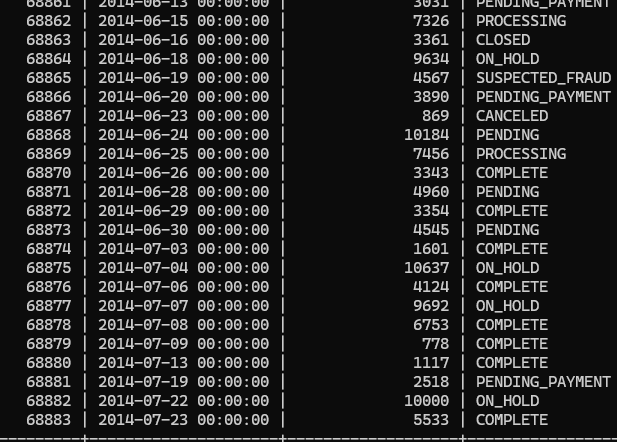 68861 | 2014-06-13 00:00:00 | 3031 | PENDING_PAYMENT
68862 | 2014-06-15 00:00:00 | 7326 | PROCESSING
68863 | 2014-06-16 00:00:00 | 3361 | CLOSED
68864 | 2014-06-18 00:00:00 | 9634 | ON_HOLD
68865 | 2014-06-19 00:00:00 | 4567 | SUSPECTED_FRAUD
68866 | 2014-06-20 00:00:00 | 3890 | PENDING_PAYMENT
68867 | 2014-06-23 00:00:00 | 869 | CANCELED
68868 | 2014-06-24 00:00:00 | 10184 | PENDING
68869 | 2014-06-25 00:00:00 | 7456 | PROCESSING
68870 | 2014-06-26 00:00:00 | 3343 | COMPLETE
68871 | 2014-06-28 00:00:00 | 4960 | PENDING
68872 | 2014-06-29 00:00:00 | 3354 | COMPLETE
68873 | 2014-06-30 00:00:00 | 4545 | PENDING
68874 | 2014-07-03 00:00:00 | 1601 | COMPLETE
68875 | 2014-07-04 00:00:00 | 10637 | ON_HOLD
68876 | 2014-07-06 00:00:00 | 4124 | COMPLETE
68877 | 2014-07-07 00:00:00 | 9692 | ON_HOLD
68878 | 2014-07-08 00:00:00 | 6753 | COMPLETE
68879 | 2014-07-09 00:00:00 | 778 | COMPLETE
68880 | 2014-07-13 00:00:00 | 1117 | COMPLETE
68881 | 2014-07-19 00:00:00 | 2518 | PENDING_PAYMENT
68882 | 2014-07-22 00:00:00 | 10000 | ON_HOLD
68883 | 2014-07-23 00:00:00 | 5533 | COMPLETE